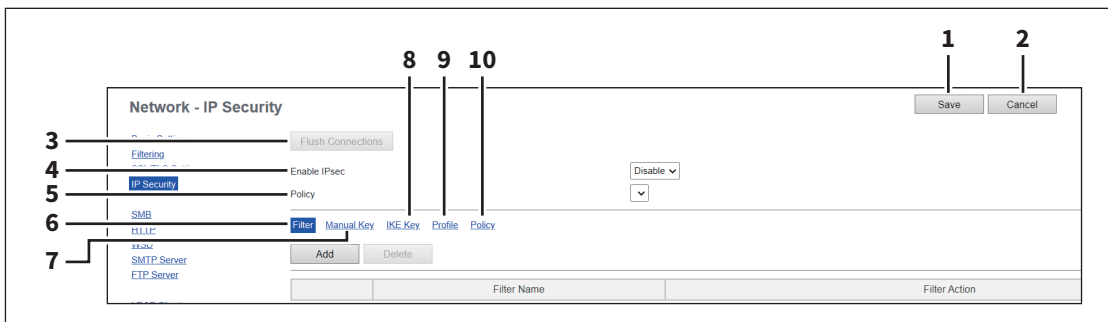 1 2
8 9 10
Network - IP Security
Save Cancel
3
Flush Connections
Filtering
4
Enable IPsec Disable
IP Security
5
Policy
SMB
6
Filter Manual Key IKE Key Profile Policy
HTTP
WSD
7
Add Delete
SMTP Server
FTP Server
Filter Name Filter Action